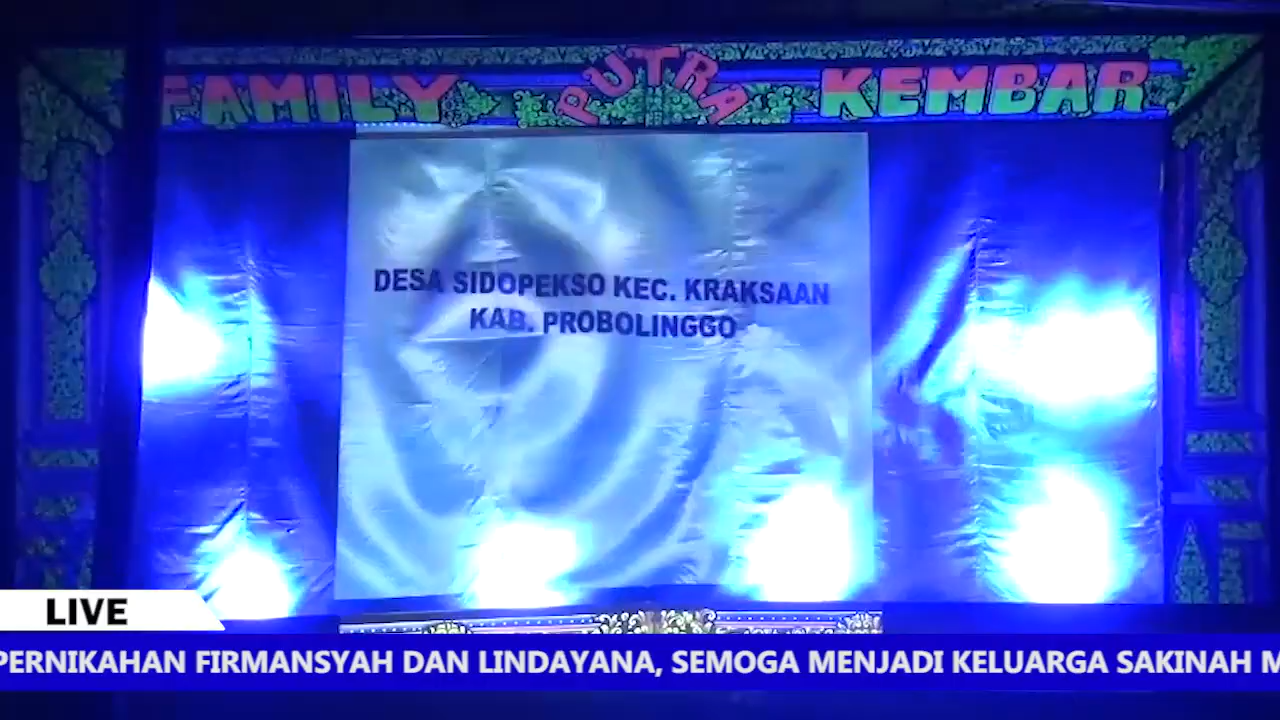 FAMILY PUTRA KEMBAR
DESA SIDOPEKSO KEC. KRAKSAAN
KAB. PROBOLINGGO
LIVE
PERNIKAHAN FIRMANSYAH DAN LINDAYANA, SEMOGA MENJADI KELUARGA SAKINAH M